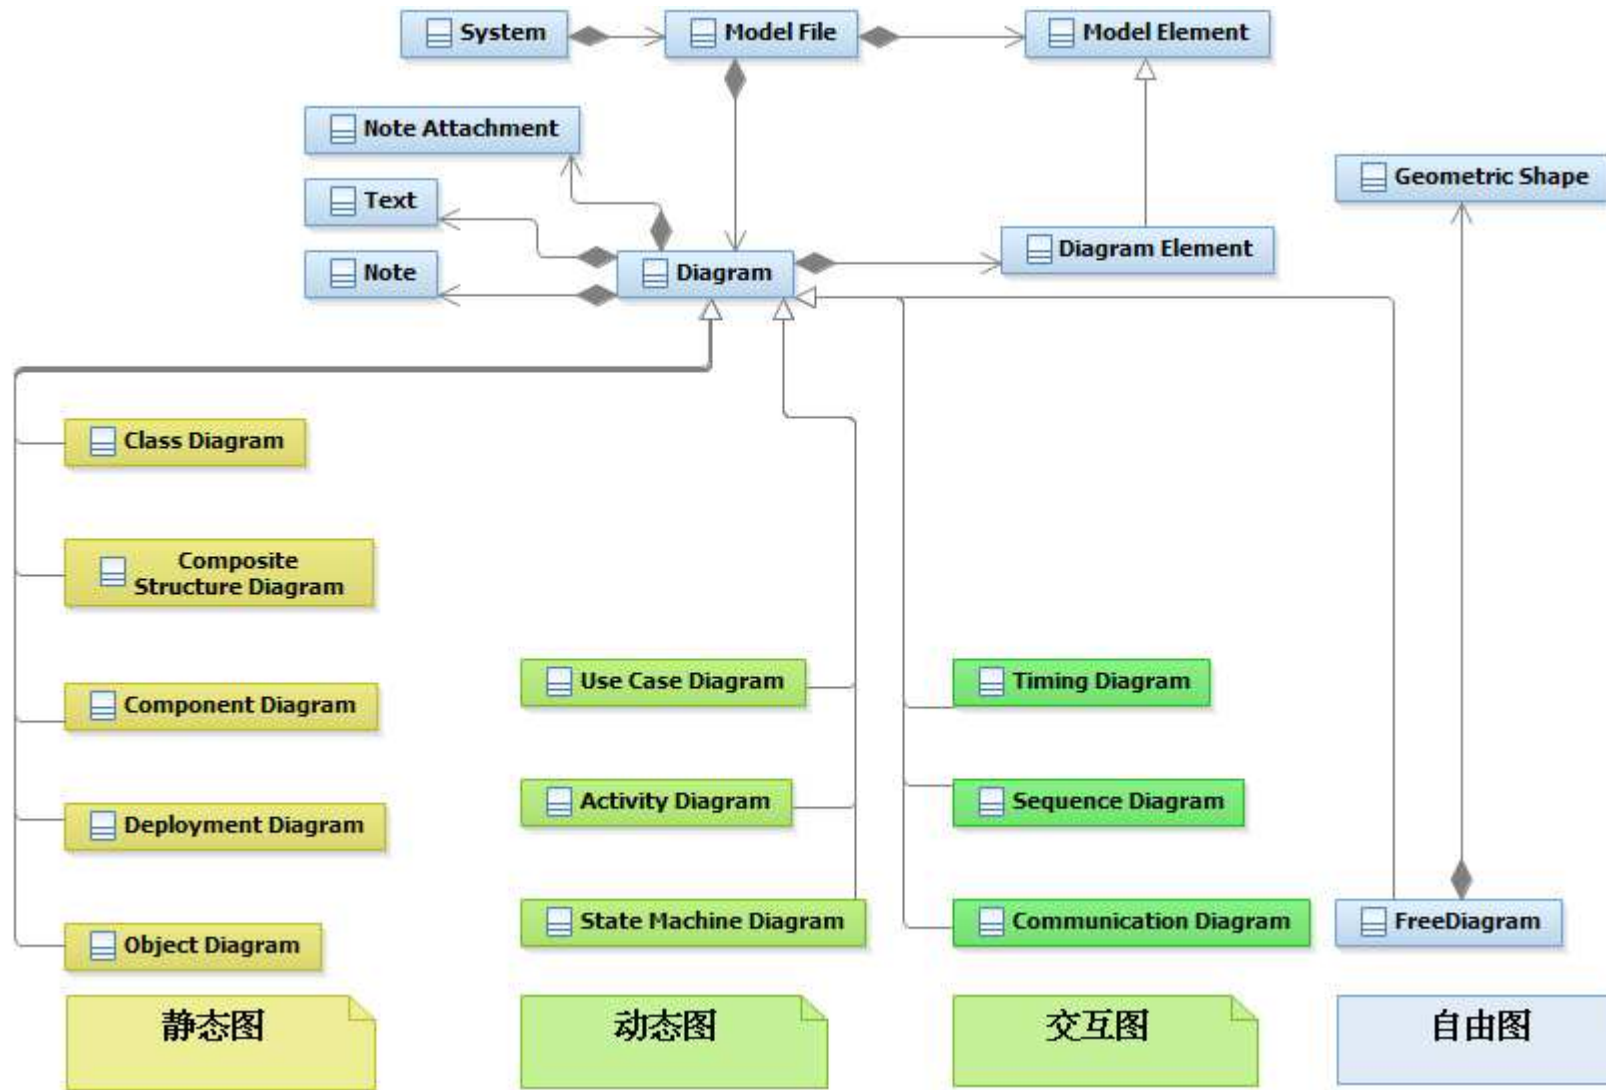 System
Model File
Model Element
Note Attachment
Geometric Shape
Text
Diagram Element
Note
Diagram
Class Diagram
Composite
Structure Diagram
Use Case Diagram
Timing Diagram
Component Diagram
Activity Diagram
Sequence Diagram
Deployment Diagram
State Machine Diagram
Communication Diagram
FreeDiagram
Object Diagram
静态图
动态图
交互图
自由图